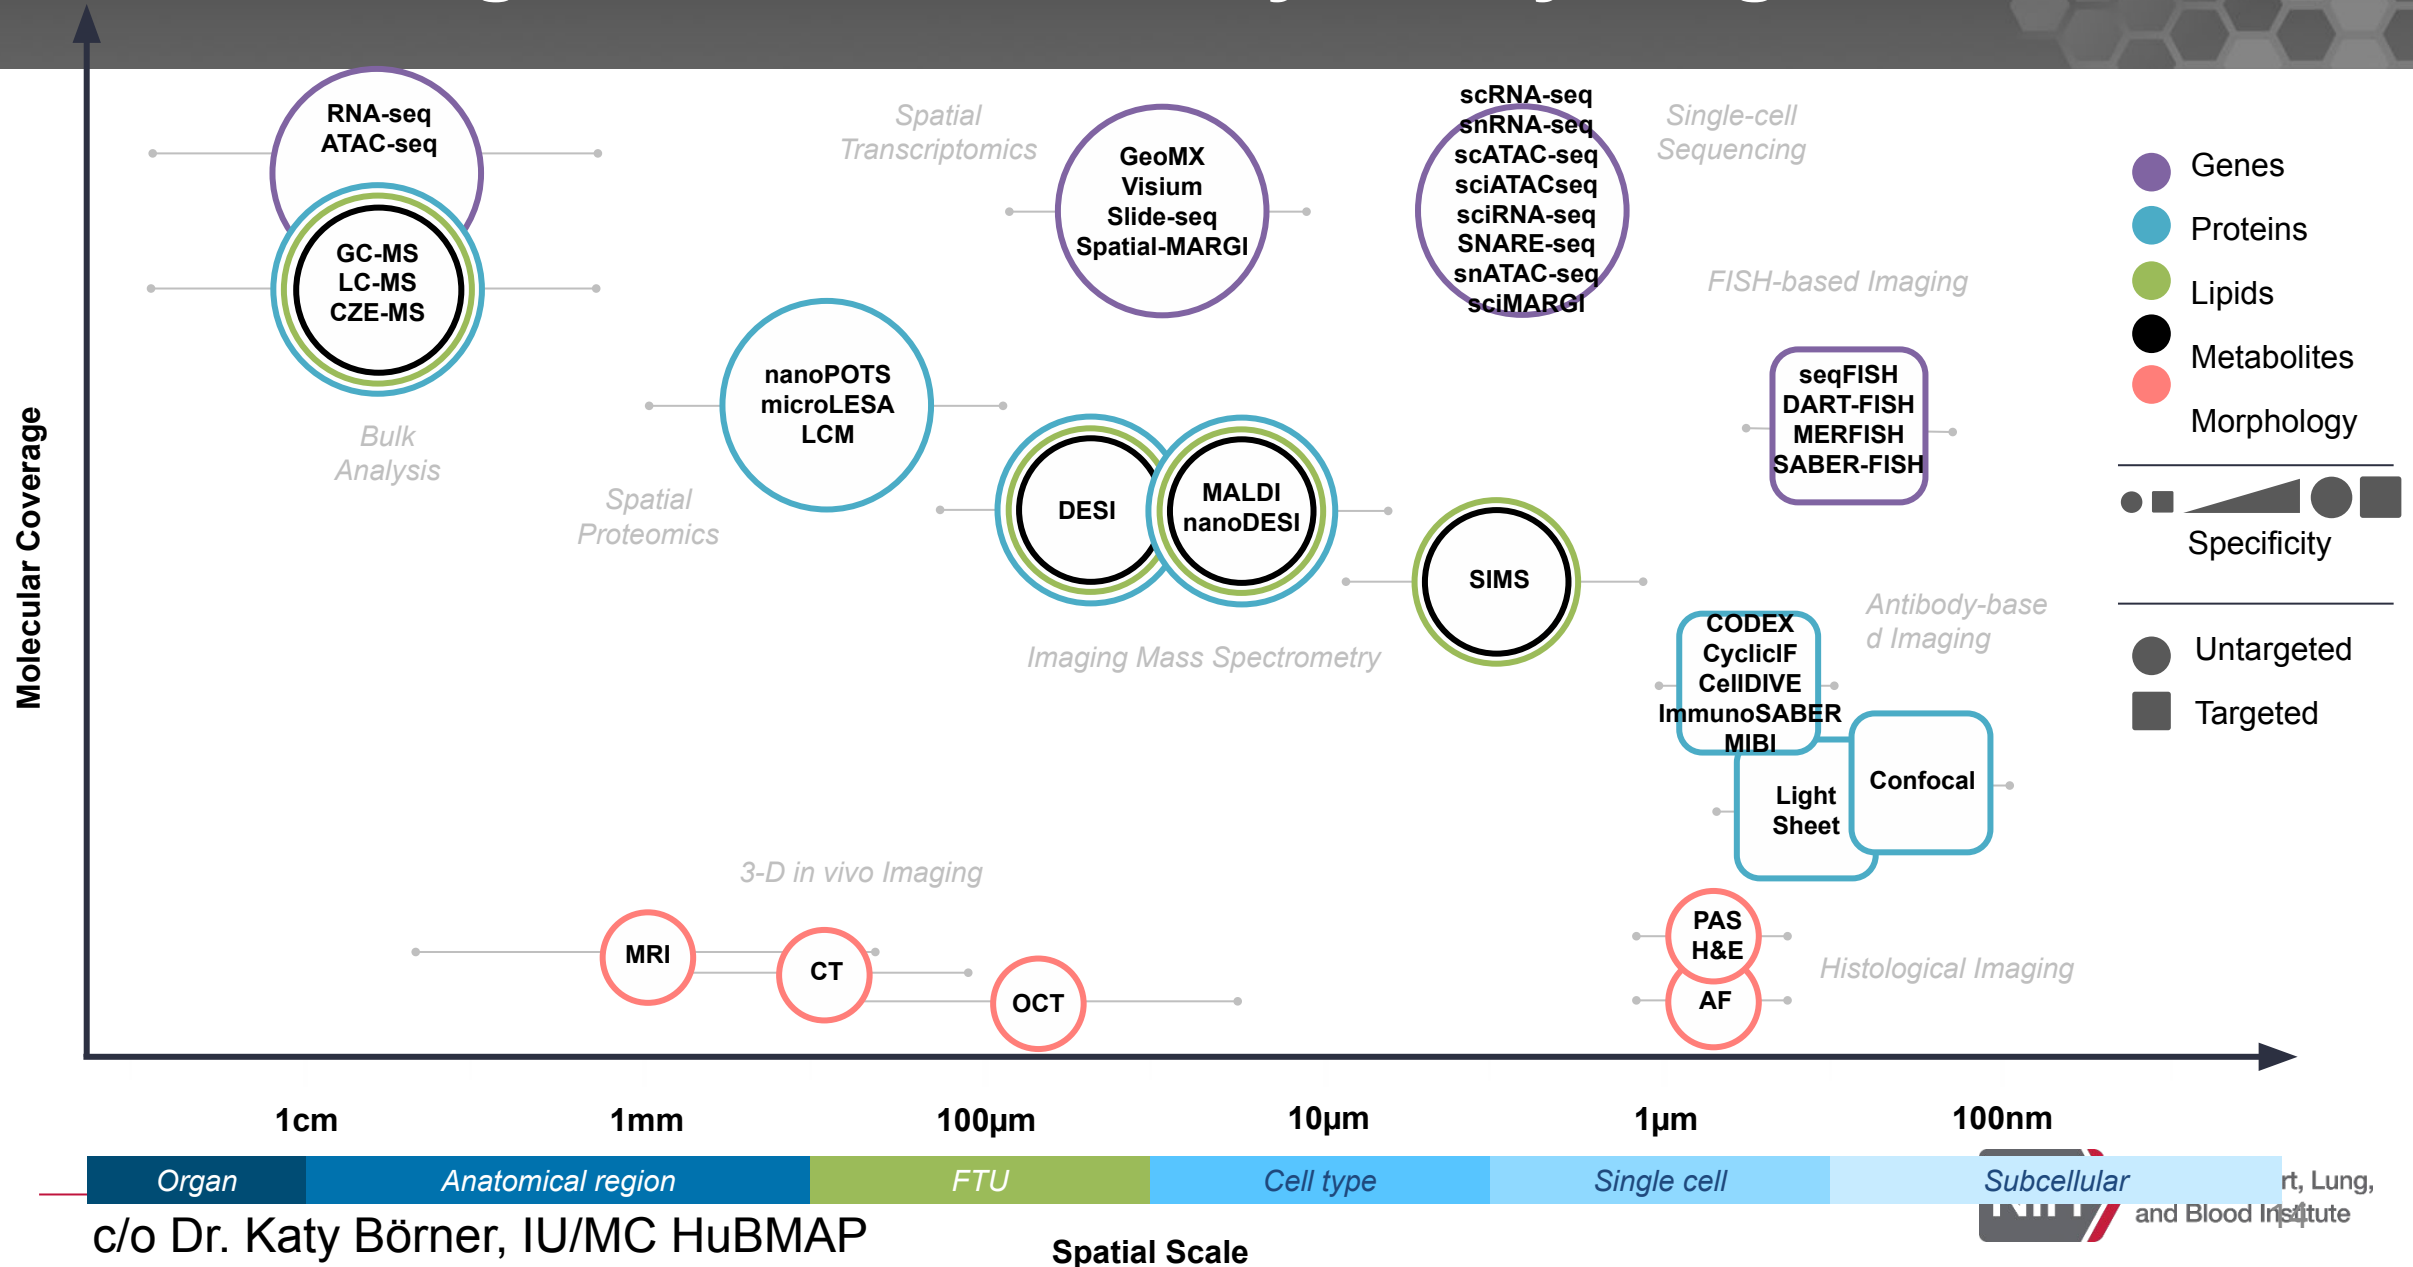 RNA-seq
ATAC-seq
GC-MS
LC-MS
CZE-MS
Bulk
Analysis
Spatial
Transcriptomics
GeoMX
Visium
Slide-seq
Spatial-MARGI
scRNA-seq
snRNA-seq
scATAC-seq
sciATACseq
sciRNA-seq
SNARE-seq
snATAC-seq
sciMARGI
Single-cell
Sequencing
nanoPOTS
microLESA
LCM
Spatial
Proteomics
DESI
MALDI
nanoDESI
SIMS
Imaging Mass Spectrometry
FISH-based Imaging
seqFISH
DART-FISH
MERFISH
SABER-FISH
Antibody-base
d Imaging
CODEX
CyclicIF
CellDIVE
ImmunoSABER
MIBI
Light
Sheet
Confocal
3-D in vivo Imaging
MRI
CT
OCT
PAS
H&E
AF
Histological Imaging
Genes
Proteins
Lipids
Metabolites
Morphology
Specificity
Untargeted
Targeted
Molecular Coverage
1cm
1mm
100µm
10µm
1µm
100nm
Organ
Anatomical region
FTU
Cell type
Single cell
Subcellular
Lung,
and Blood Institute
14
c/o Dr. Katy Börner, IU/MC HuBMAP
Spatial Scale